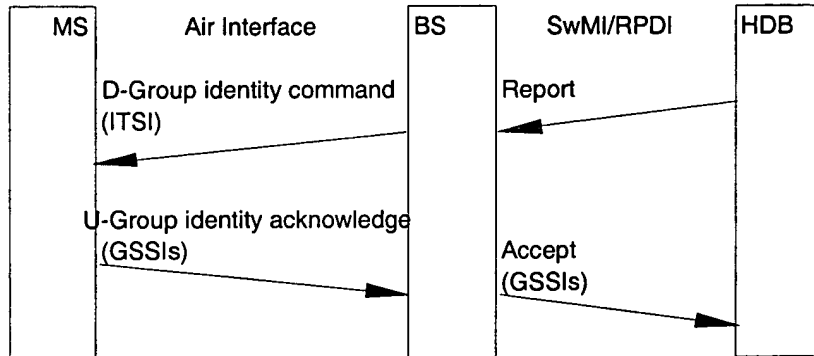 MS
Air Interface
BS
SwMI/RPDI
HDB
D-Group identity command
(ITSI)
Report
U-Group identity acknowledge
(GSSIs)
Accept
(GSSIs)